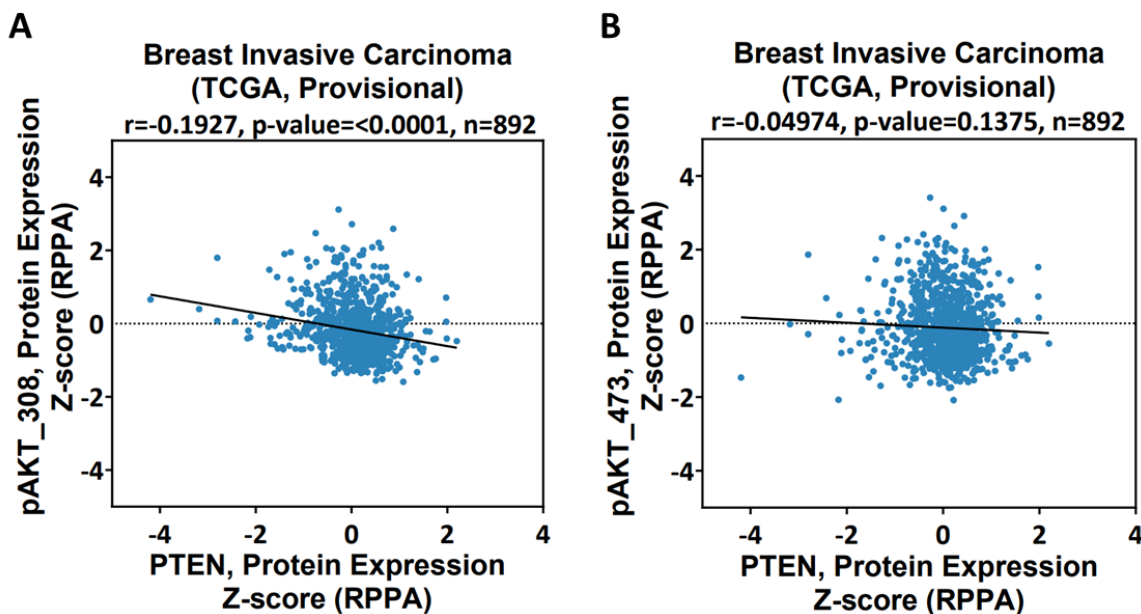 A
Breast Invasive Carcinoma
(TCGA, Provisional)
r=-0.1927, p-value=<0.0001, n=892
pAKT_308, Protein Expression
Z-score (RPPA)
4
2
0
-2
-4
-4
-2
0
2
4
PTEN, Protein Expression
Z-score (RPPA)
B
Breast Invasive Carcinoma
(TCGA, Provisional)
r=-0.04974, p-value=0.1375, n=892
pAKT_473, Protein Expression
Z-score (RPPA)
4
2
0
-2
-4
-4
-2
0
2
4
PTEN, Protein Expression
Z-score (RPPA)